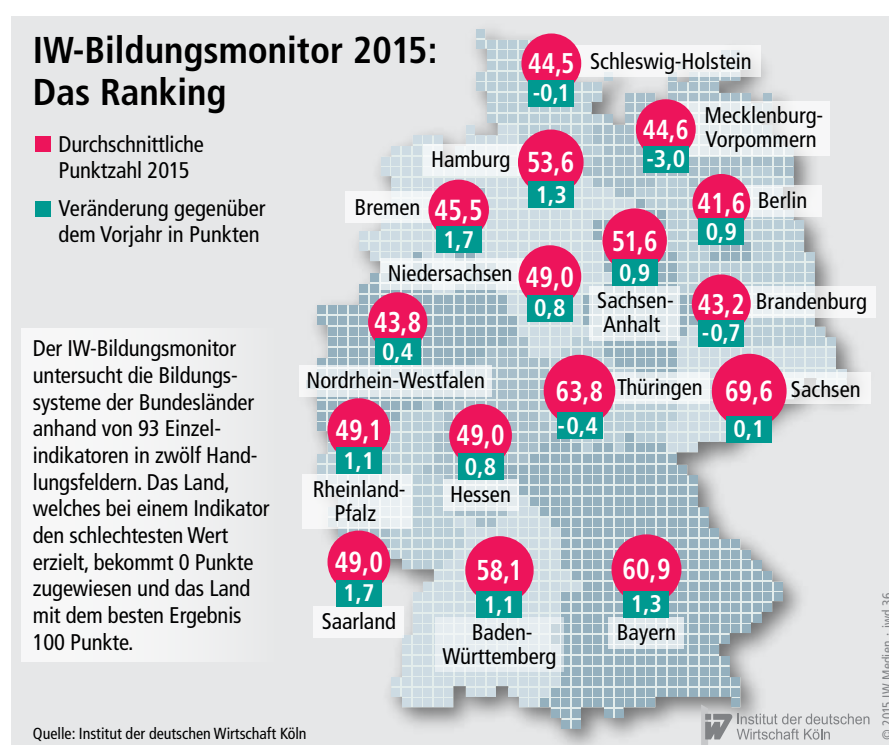 IW-Bildungsmonitor 2015:
Das Ranking
Durchschnittliche
Punktzahl 2015
Veränderung gegenüber
dem Vorjahr in Punkten
Der IW-Bildungsmonitor
untersucht die Bildungs-
systeme der Bundesländer
anhand von 93 Einzel-
indikatoren in zwölf Hand-
lungsfeldern. Das Land,
welches bei einem Indikator
den schlechtesten Wert
erzielt, bekommt 0 Punkte
zugewiesen und das Land
mit dem besten Ergebnis
100 Punkte.
44,5
-0,1
Schleswig-Holstein
44,6
-3,0
Mecklenburg-
Vorpommern
Hamburg
53,6
1,3
Bremen
45,5
1,7
41,6
0,9
Berlin
51,6
0,9
Sachsen-
Anhalt
Niedersachsen
49,0
0,8
43,2
-0,7
Brandenburg
43,8
0,4
Nordrhein-Westfalen
63,8
-0,4
Thüringen
69,6
0,1
Sachsen
49,1
1,1
Rheinland-
Pfalz
49,0
0,8
Hessen
49,0
1,7
Saarland
58,1
1,1
Baden-
Württemberg
60,9
1,3
Bayern
Quelle: Institut der deutschen Wirtschaft Köln
Institut der deutschen
Wirtschaft Köln
© 2015 IW Medien · iwd 36